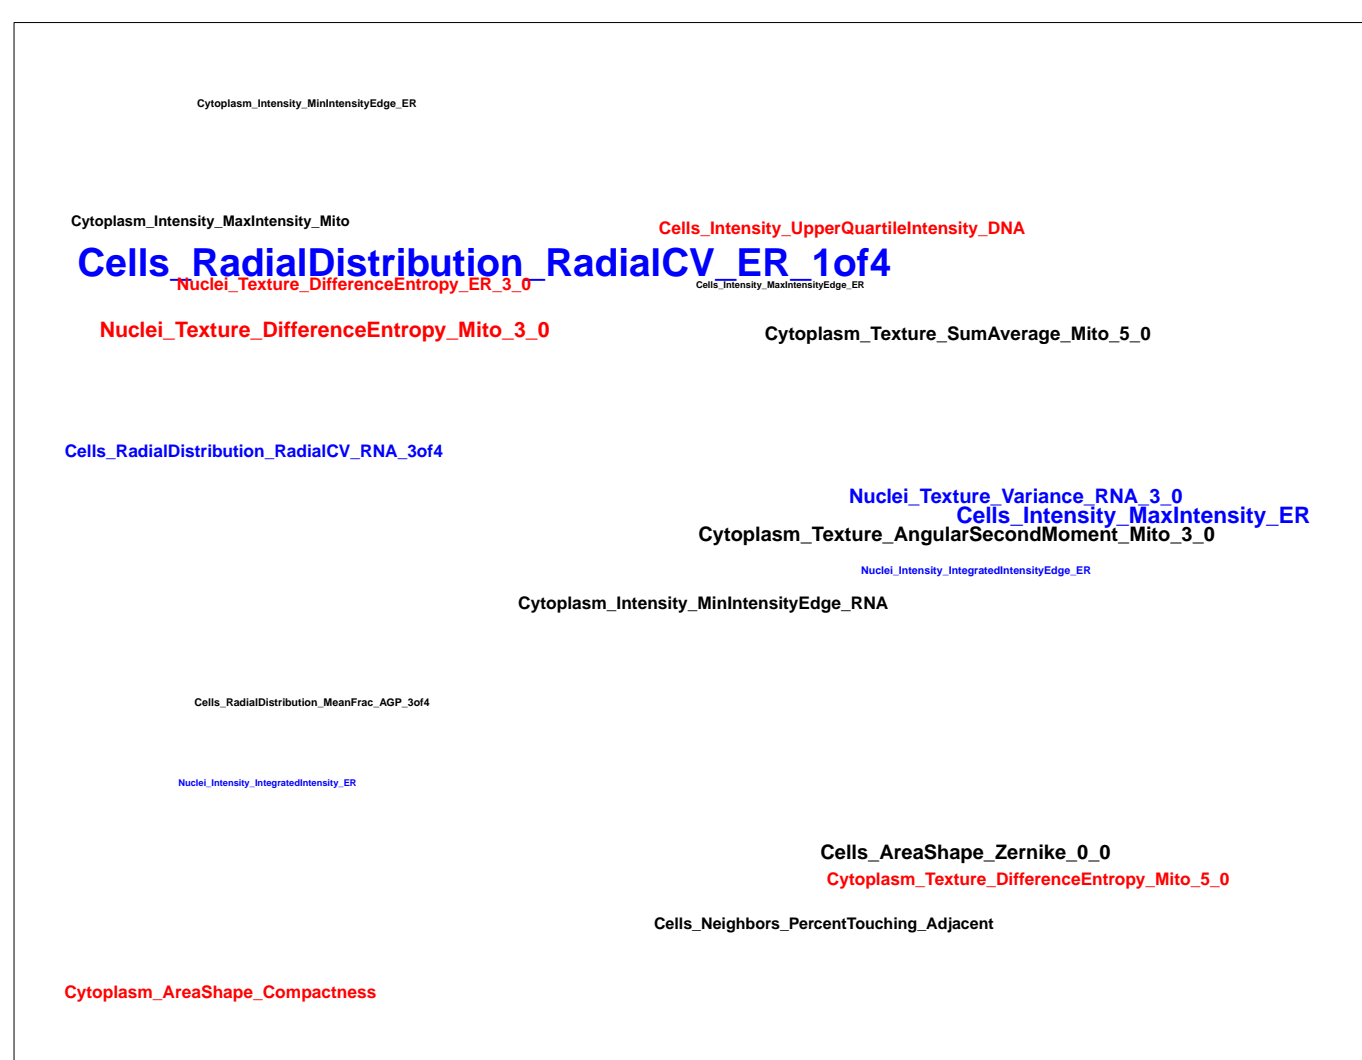 Cytoplasm_Intensity_MinIntensityEdge_ER
Cytoplasm_Intensity_MaxIntensity_Mito
Cells_Intensity_UpperQuartileIntensity_DNA
Cells_RadialDistribution_RadialCV_ER_1of4
Nuclei_Texture_DifferenceEntropy_ER_3_0
Cells_Intensity_MaxIntensityEdge_ER
Nuclei_Texture_DifferenceEntropy_Mito_3_0
Cytoplasm_Texture_SumAverage_Mito_5_0
Cells_RadialDistribution_RadialCV_RNA_3of4
Nuclei_Texture_Variance_RNA_3_0
Cells_Intensity_MaxIntensity_ER
Cytoplasm_Texture_AngularSecondMoment_Mito_3_0
Nuclei_Intensity_IntegratedIntensityEdge_ER
Cytoplasm_Intensity_MinIntensityEdge_RNA
Cells_RadialDistribution_MeanFrac_AGP_3of4
Nuclei_Intensity_IntegratedIntensity_ER
Cells_AreaShape_Zernike_0_0
Cytoplasm_Texture_DifferenceEntropy_Mito_5_0
Cells_Neighbors_PercentTouching_Adjacent
Cytoplasm_AreaShape_Compactness